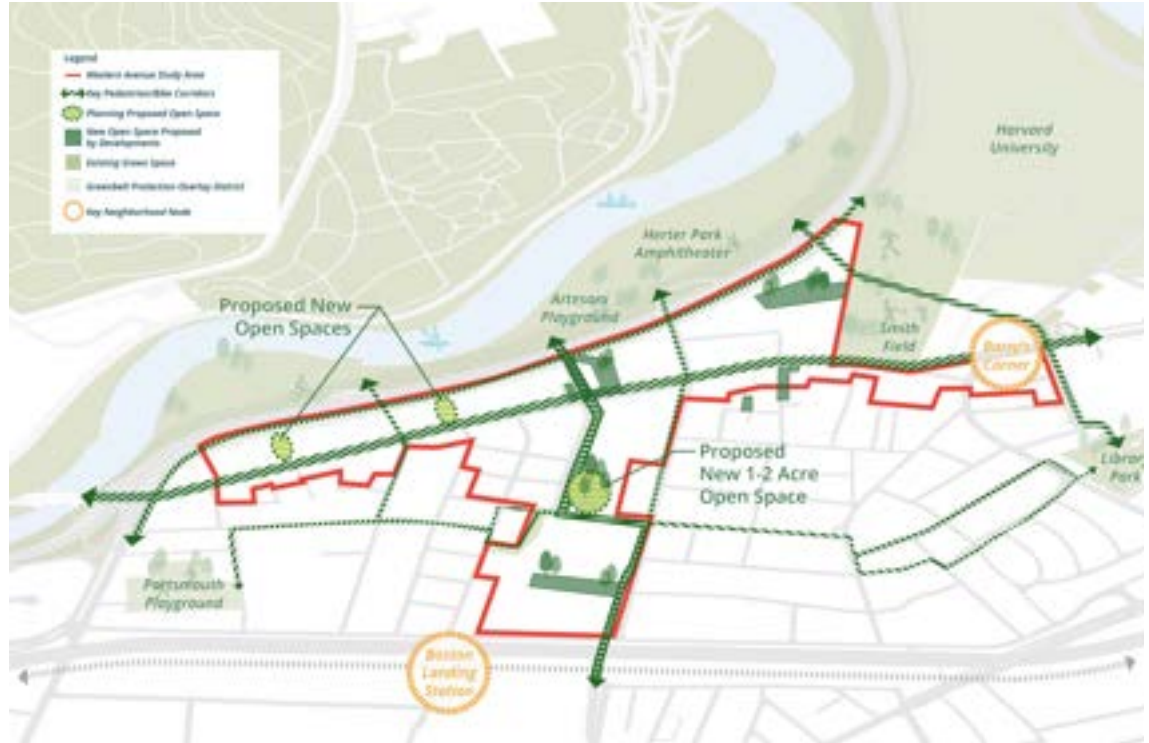 Legend
Western Avenue Study Area
Key Pedestrian/Bike Corridors
Planning Proposed Open Space
New Open Space Proposed
by Developments
Existing Green Space
Greenbelt Protection Overlay District
Key Neighborhood Node
Harvard
University
Herter Park
Amphitheater
Artesani
Playground
Proposed New
Open Spaces
Smith
Field
Barry's
Corner
Proposed
New 1-2 Acre
Open Space
Library
Park
Portsmouth
Playground
Boston
Landing
Station